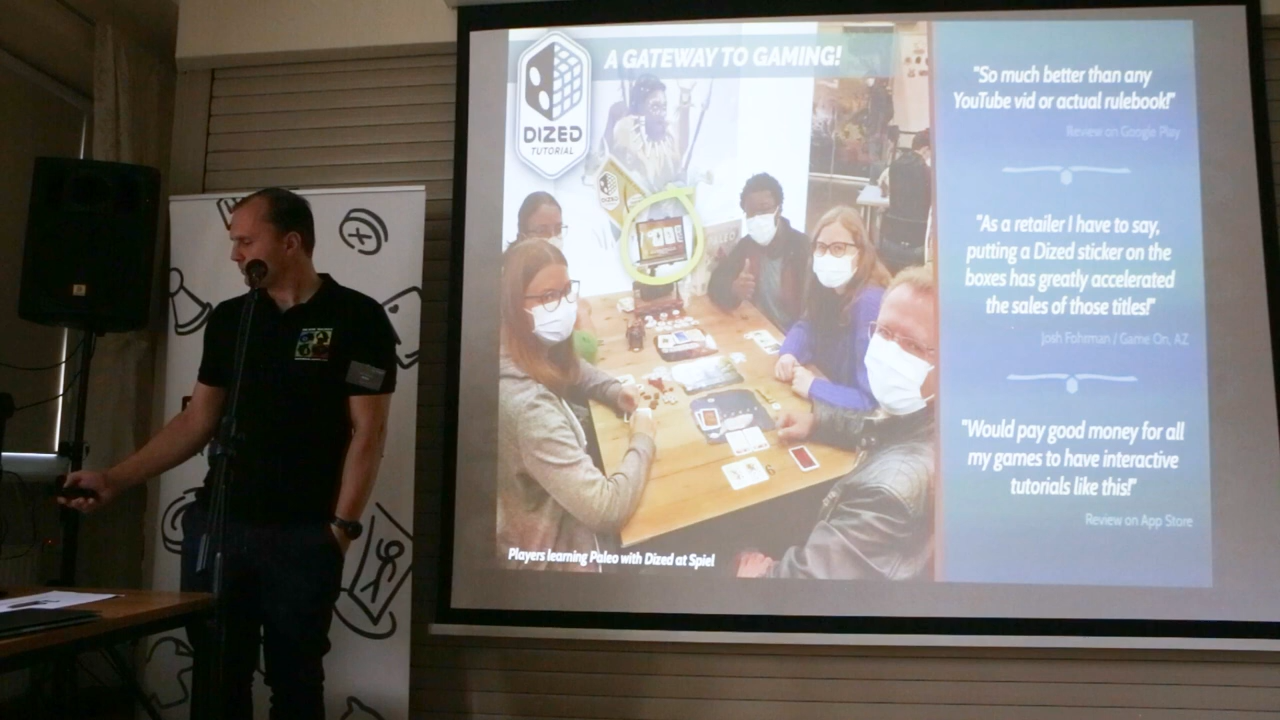 A GATEWAY TO GAMING!
DIZED
TUTORIAL
DIZED
Players learning Paleo with Dized at Spiel
"So much better than any
YouTube vid or actual rulebook!"
Review on Google Play
"As a retailer I have to say,
putting a Dized sticker on the
boxes has greatly accelerated
the sales of those titles!"
Josh Fohrman / Game On, AZ
"Would pay good money for all
my games to have interactive
tutorials like this!"
Review on App Store